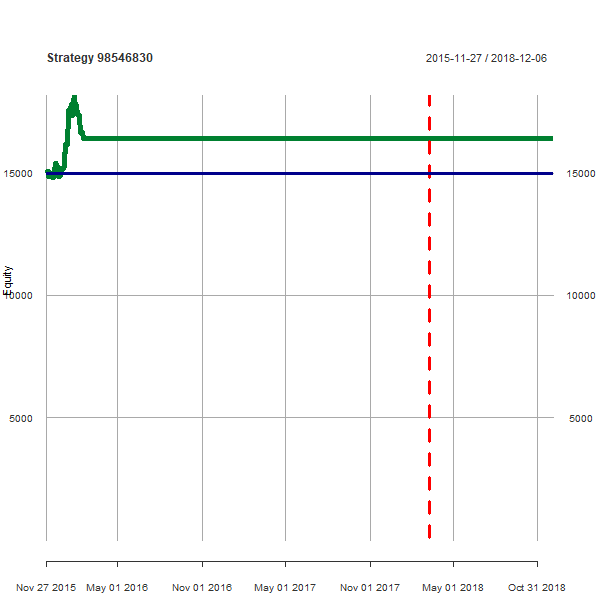 Strategy 98546830 2015-11-27 / 2018-12-06
15000 15000
Equity
10000 10000
5000 5000
Nov 27 2015 May 01 2016 Nov 01 2016 May 01 2017 Nov 01 2017 May 01 2018 Oct 31 2018